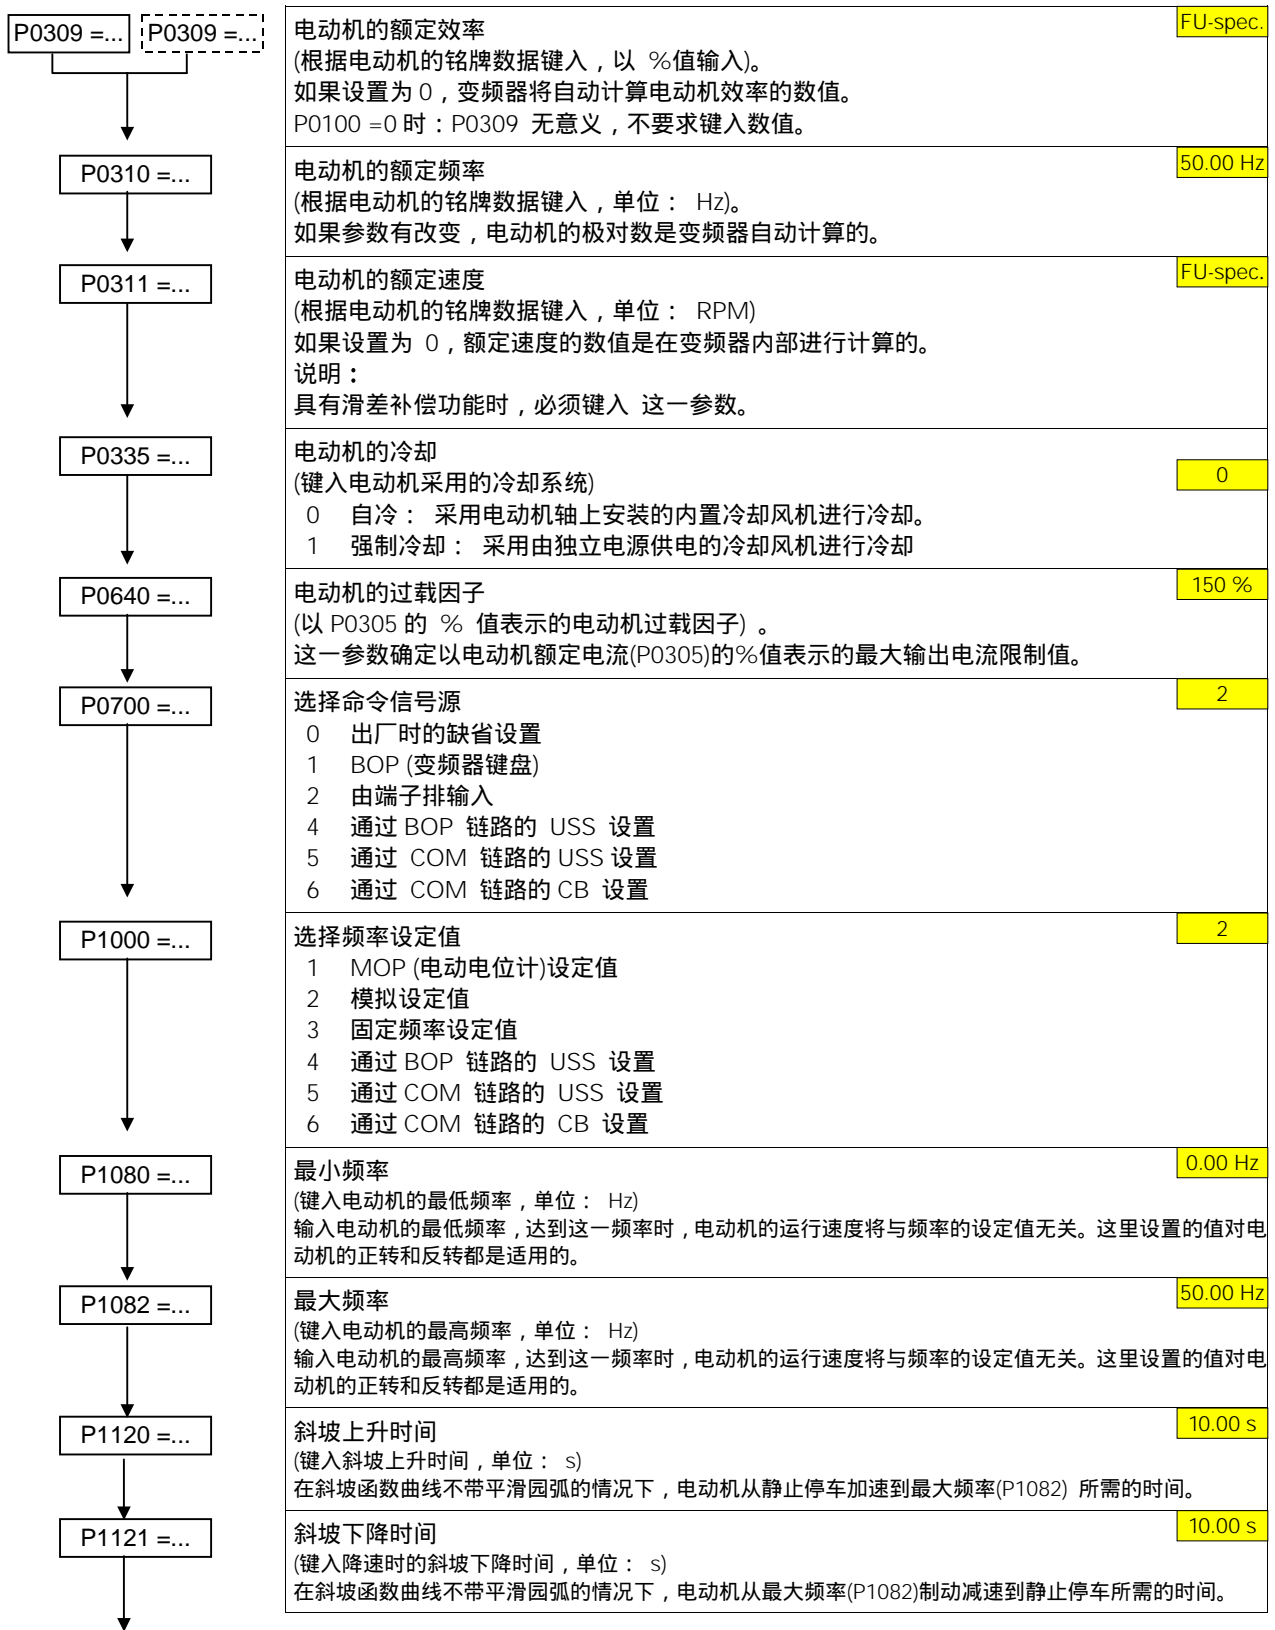 P0309 =...
P0309 =...
电动机的额定效率
FU-spec.
(根据电动机的铭牌数据键入，以 %值输入)。
如果设置为 0，变频器将自动计算电动机效率的数值。
P0100 =0 时：P0309 无意义，不要求键入数值。
P0310 =...
电动机的额定频率
50.00 Hz
(根据电动机的铭牌数据键入，单位： Hz)。
如果参数有改变，电动机的极对数是变频器自动计算的。
P0311 =...
电动机的额定速度
FU-spec.
(根据电动机的铭牌数据键入，单位： RPM)
如果设置为 0，额定速度的数值是在变频器内部进行计算的。
说明：
具有滑差补偿功能时，必须键入 这一参数。
P0335 =...
电动机的冷却
0
(键入电动机采用的冷却系统)
0 自冷： 采用电动机轴上安装的内置冷却风机进行冷却。
1 强制冷却： 采用由独立电源供电的冷却风机进行冷却
P0640 =...
电动机的过载因子
150 %
(以 P0305 的 % 值表示的电动机过载因子) 。
这一参数确定以电动机额定电流(P0305)的%值表示的最大输出电流限制值。
P0700 =...
选择命令信号源
2
0 出厂时的缺省设置
1 BOP (变频器键盘)
2 由端子排输入
4 通过 BOP 链路的 USS 设置
5 通过 COM 链路的 USS 设置
6 通过 COM 链路的 CB 设置
P1000 =...
选择频率设定值
2
1 MOP (电动电位计)设定值
2 模拟设定值
3 固定频率设定值
4 通过 BOP 链路的 USS 设置
5 通过 COM 链路的 USS 设置
6 通过 COM 链路的 CB 设置
P1080 =...
最小频率
0.00 Hz
(键入电动机的最低频率，单位： Hz)
输入电动机的最低频率，达到这一频率时，电动机的运行速度将与频率的设定值无关。这里设置的值对电
动机的正转和反转都是适用的。
P1082 =...
最大频率
50.00 Hz
(键入电动机的最高频率，单位： Hz)
输入电动机的最高频率，达到这一频率时，电动机的运行速度将与频率的设定值无关。这里设置的值对电
动机的正转和反转都是适用的。
P1120 =...
斜坡上升时间
10.00 s
(键入斜坡上升时间，单位： s)
在斜坡函数曲线不带平滑园弧的情况下，电动机从静止停车加速到最大频率(P1082) 所需的时间。
P1121 =...
斜坡下降时间
10.00 s
(键入降速时的斜坡下降时间，单位： s)
在斜坡函数曲线不带平滑园弧的情况下，电动机从最大频率(P1082)制动减速到静止停车所需的时间。